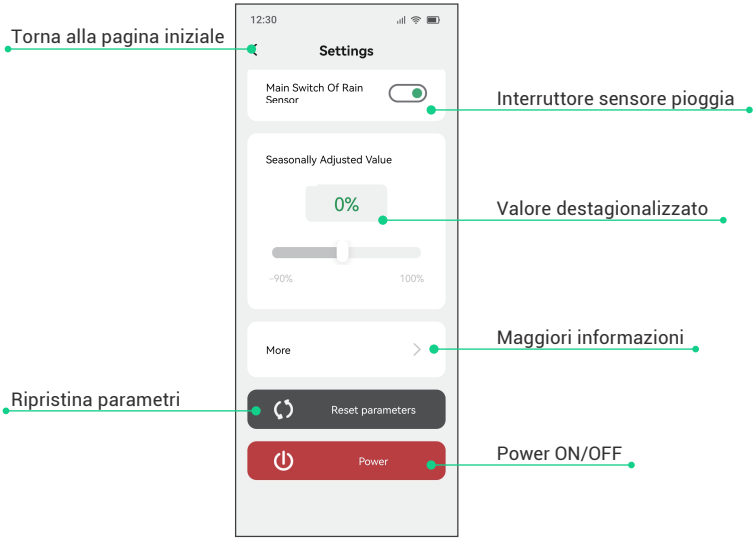 12:30
Torna alla pagina iniziale
Settings
Main Switch Of Rain
Sensor
Interruttore sensore pioggia
Seasonally Adjusted Value
0%
Valore destagionalizzato
-90%
100%
Maggiori informazioni
More
Ripristina parametri
Reset parameters
Power ON/OFF
Power